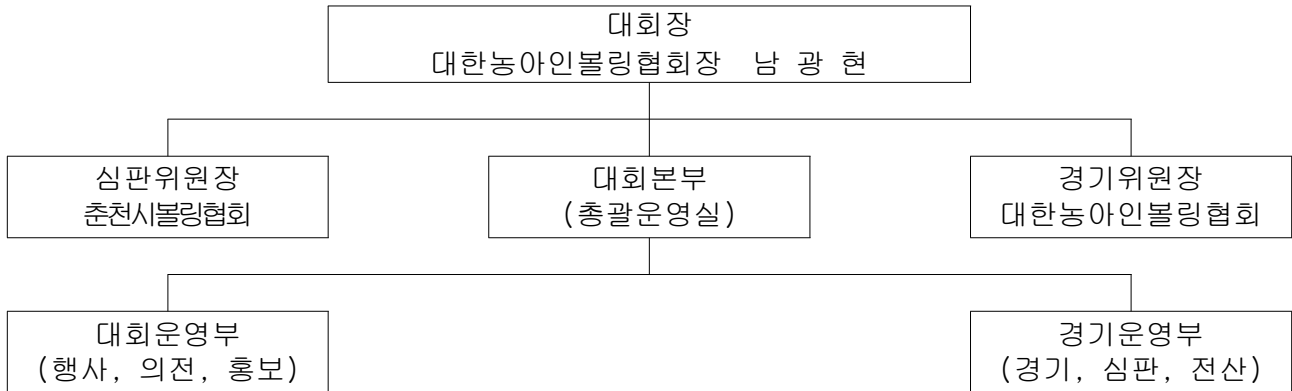 대회장
대한농아인볼링협회장 남 광 현
심판위원장
춘천시볼링협회
대회본부
(총괄운영실)
경기위원장
대한농아인볼링협회
대회운영부
(행사, 의전, 홍보)
경기운영부
(경기, 심판, 전산)